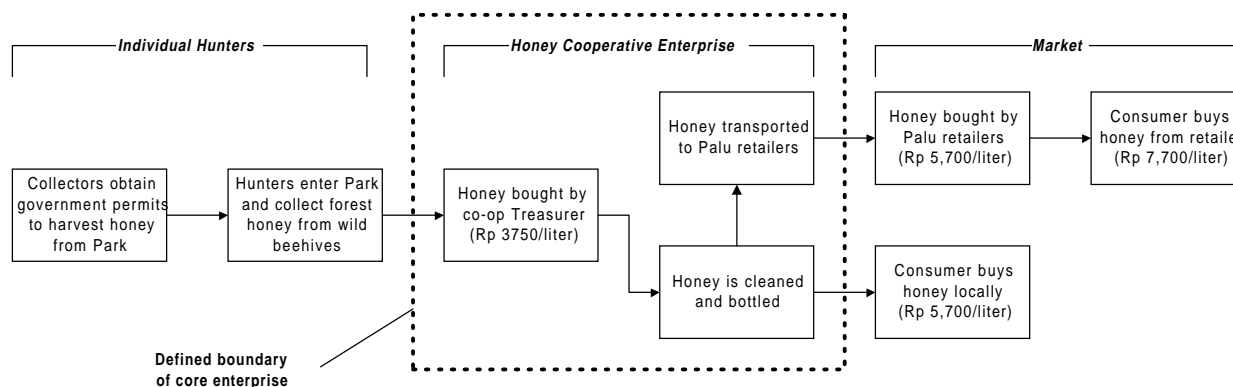 Individual Hunters
Honey Cooperative Enterprise
Market
Collectors obtain
government permits
to harvest honey
from Park
Hunters enter Park
and collect forest
honey from wild
beehives
Honey bought by
co-op Treasurer
(Rp 3750/liter)
Honey transported
to Palu retailers
Honey is cleaned
and bottled
Honey bought by
Palu retailers
(Rp 5,700/liter)
Consumer buys
honey from retaile
(Rp 7,700/liter)
Consumer buys
honey locally
(Rp 5,700/liter)
Defined boundary
of core enterprise